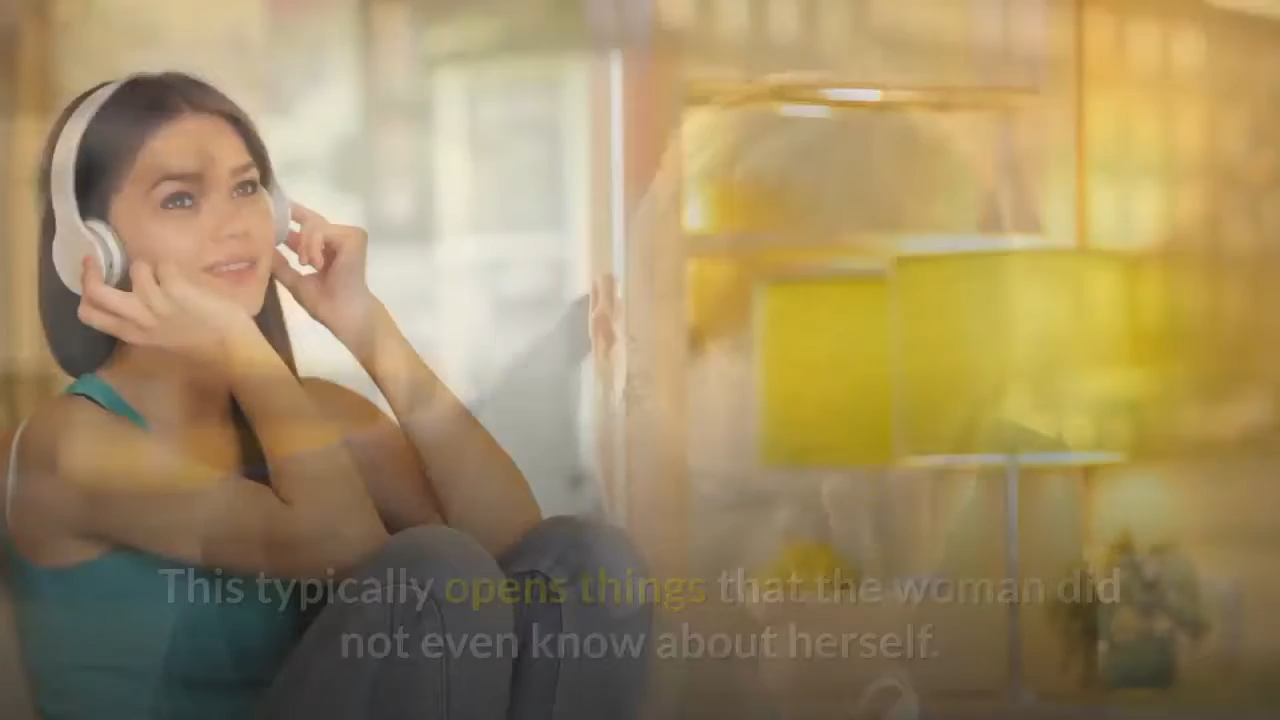 This typically opens things that the woman did
not even know about herself.